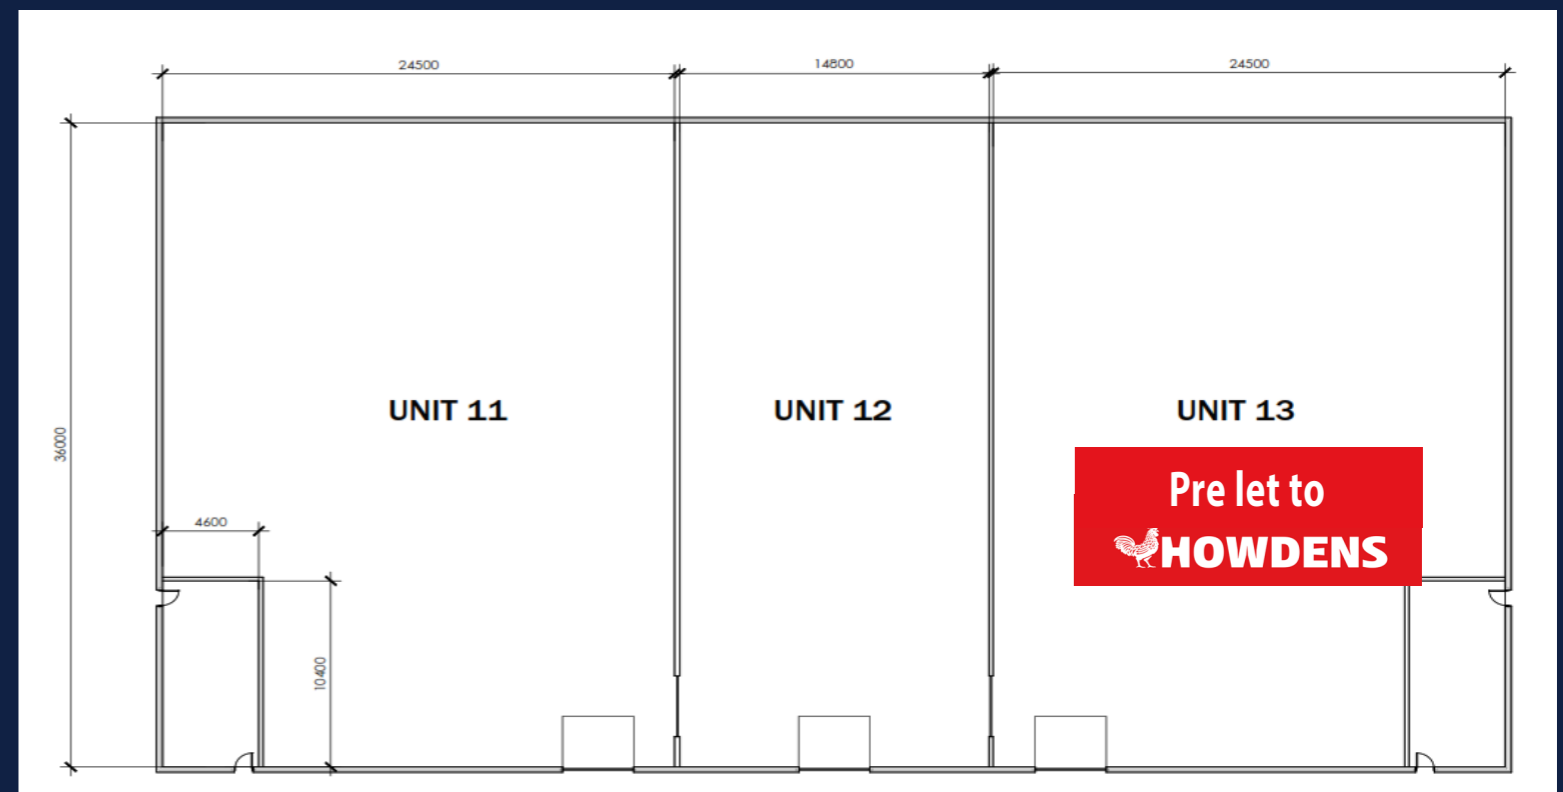 24500
14800
24500
36000
UNIT 11
UNIT 12
UNIT 13
Pre let to
HOWDENS
4600
10400